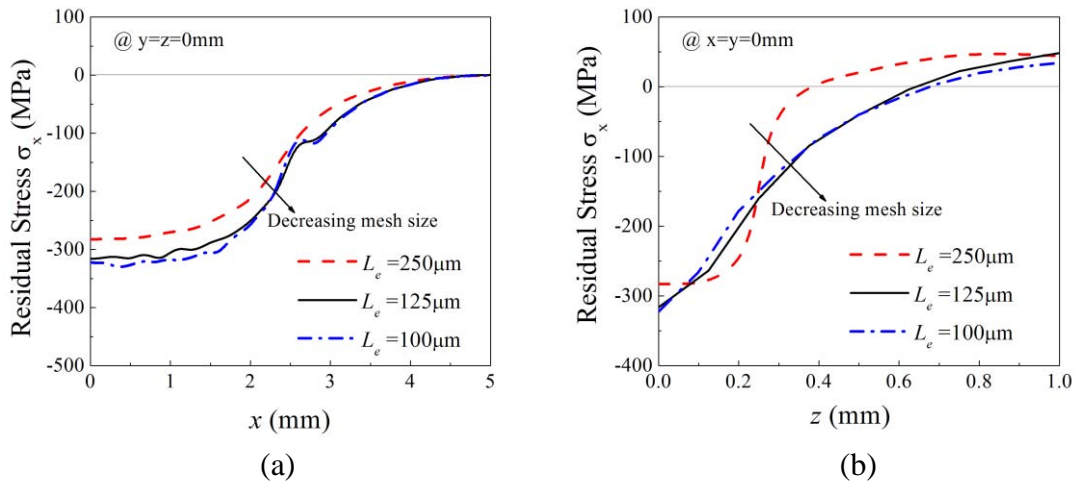 100
0
-100
-200
-300
-400
-500
Residual Stress σx (MPa)
@ y=z=0mm
Decreasing mesh size
Le =250μm
Le =125μm
Le =100μm
0 1 2 3 4 5
x (mm)
(a)
100
0
-100
-200
-300
-400
Residual Stress σx (MPa)
@ x=y=0mm
Decreasing mesh size
Le =250μm
Le =125μm
Le =100μm
0.0 0.2 0.4 0.6 0.8 1.0
z (mm)
(b)